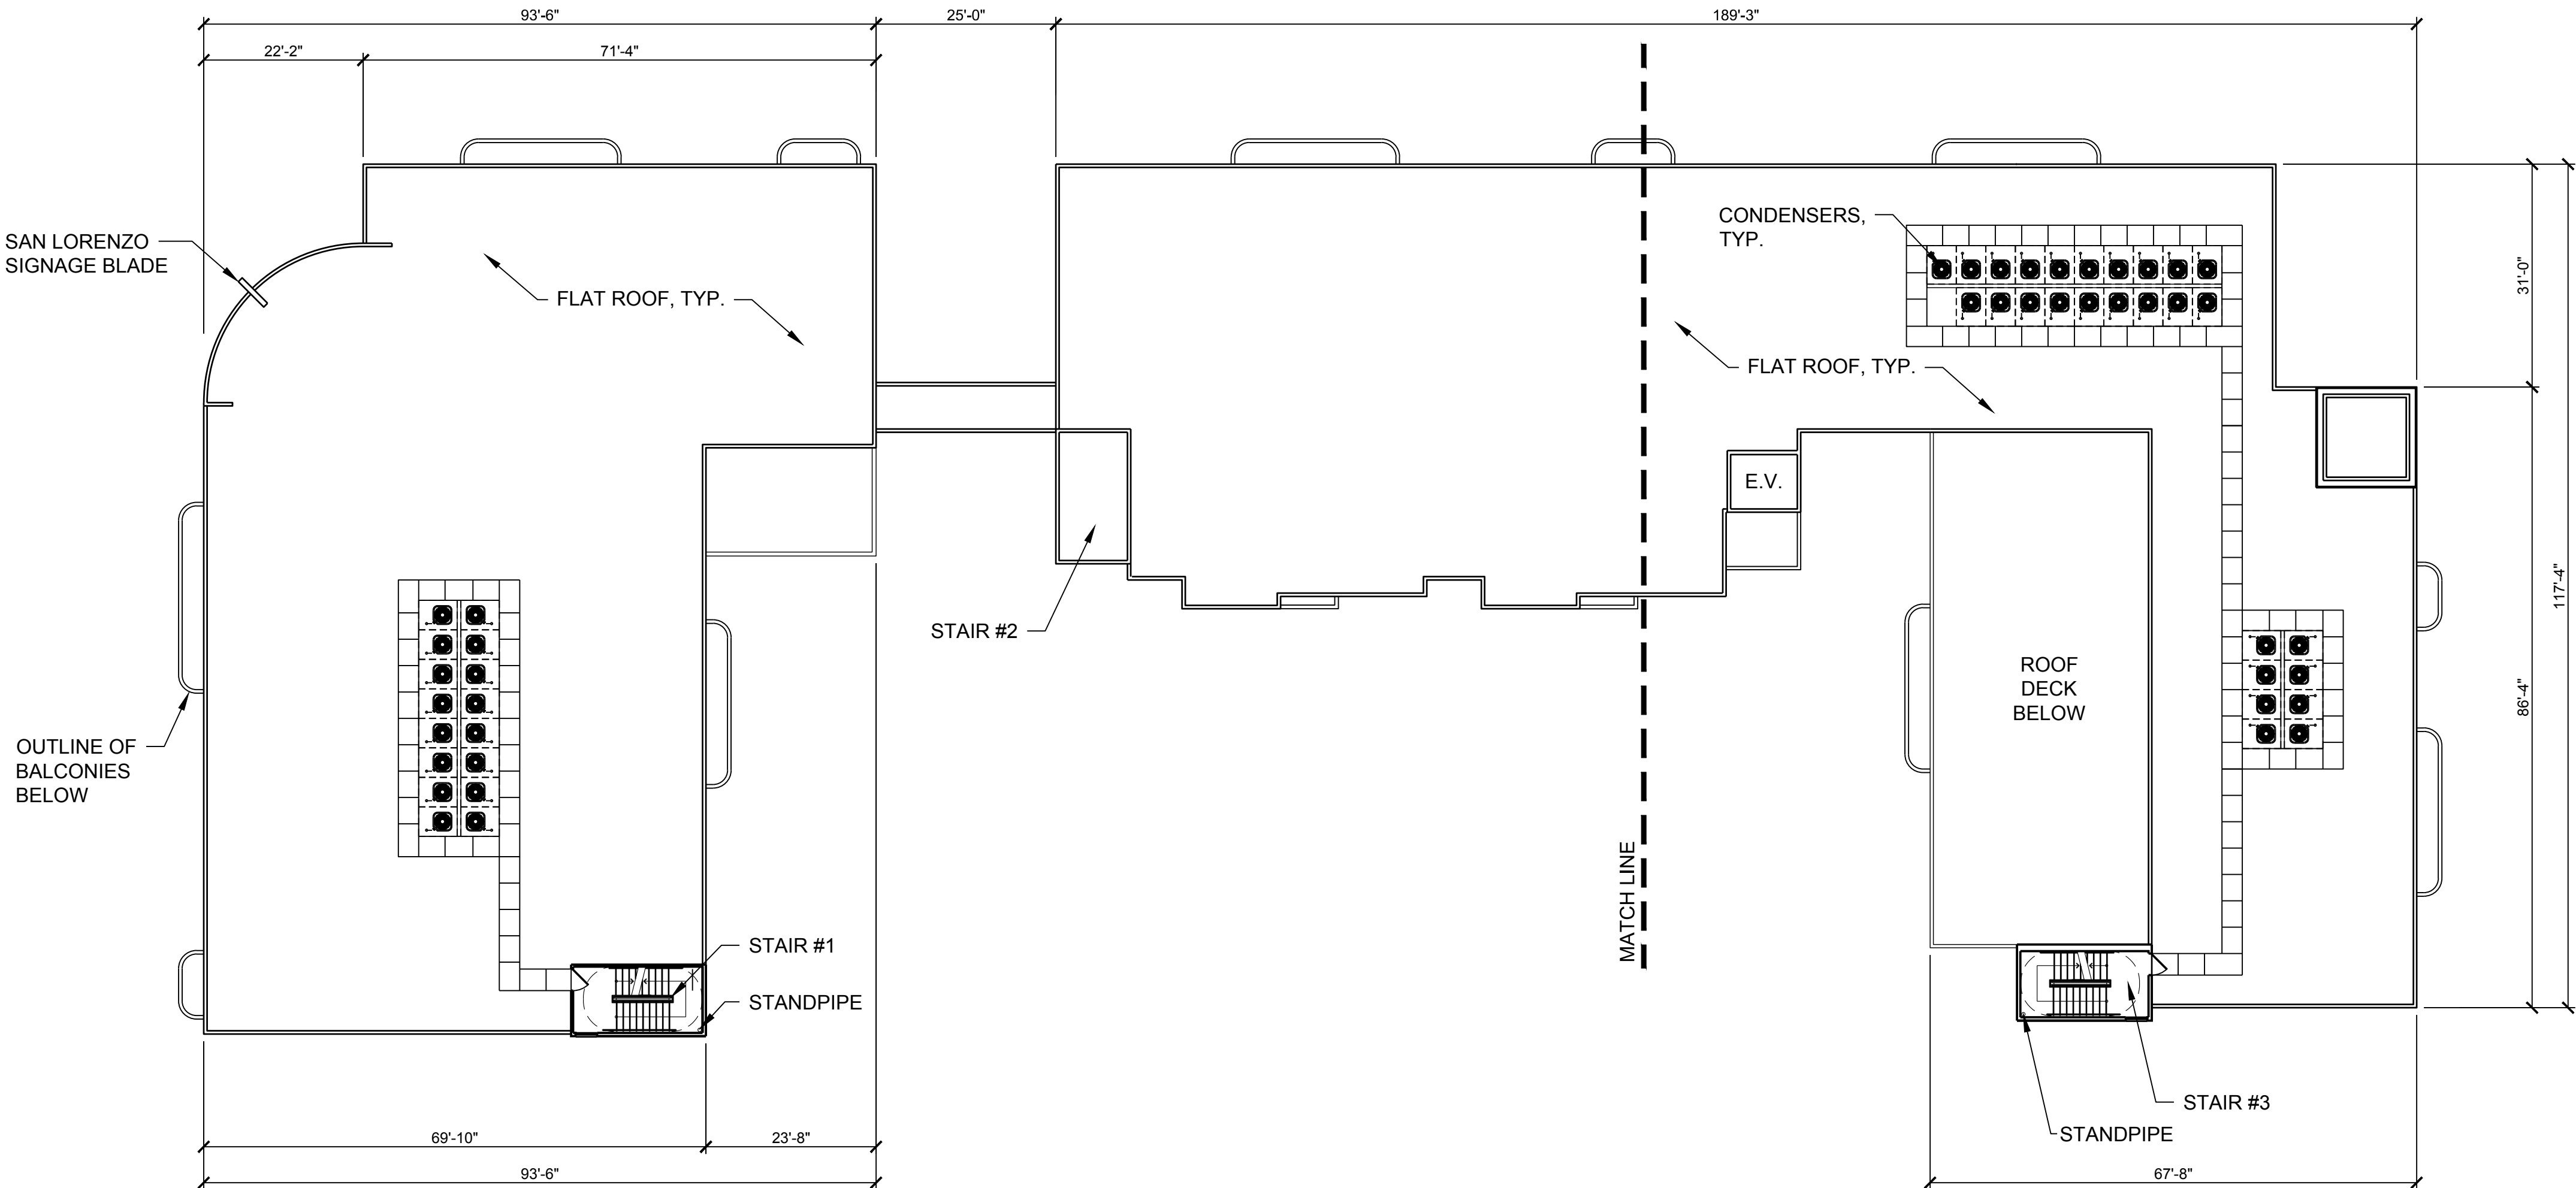 93'-6"
25'-0"
189'-3"
22'-2"
71'-4"
SAN LORENZO
SIGNAGE BLADE
FLAT ROOF, TYP.
CONDENSERS,
TYP.
31'-0"
FLAT ROOF, TYP.
E.V.
STAIR #2
117'-4"
ROOF
DECK
BELOW
86'-4"
OUTLINE OF
BALCONIES
BELOW
MATCH LINE
STAIR #1
STANDPIPE
STAIR #3
STANDPIPE
69'-10"
23'-8"
93'-6"
67'-8"